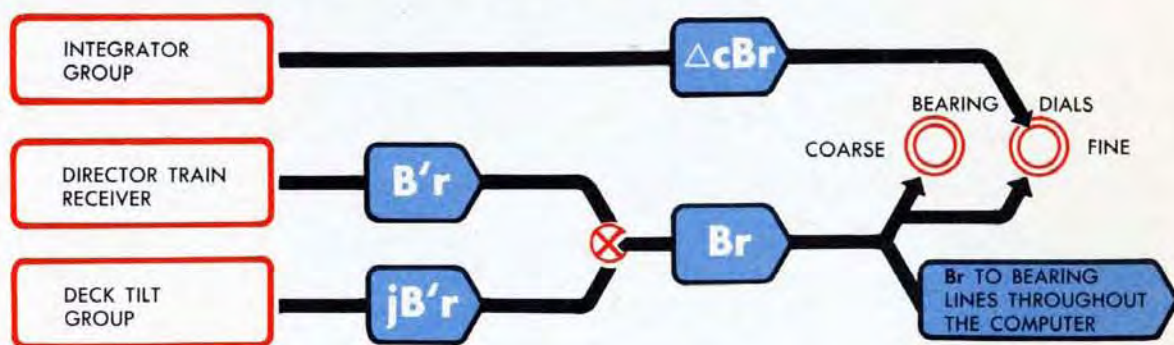 INTEGRATOR
GROUP
△cBr
BEARING DIALS
COARSE
FINE
DIRECTOR TRAIN
RECEIVER
B'r
Br
DECK TILT
GROUP
jB'r
Br TO BEARING
LINES THROUGHOUT
THE COMPUTER